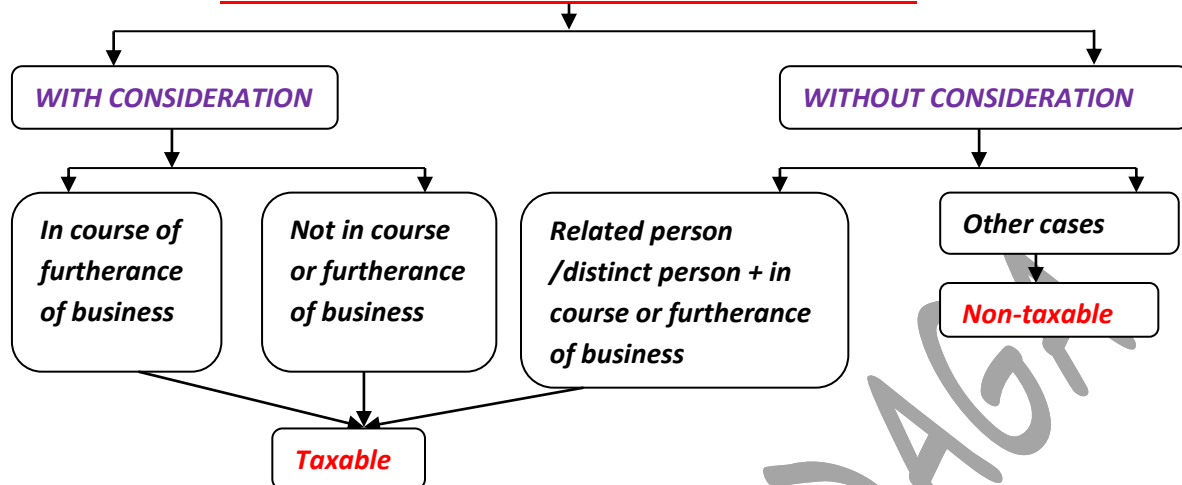 WITH CONSIDERATION
WITHOUT CONSIDERATION
In course of
furtherance
of business
Not in course
or furtherance
of business
Related person
/distinct person + in
course or furtherance
of business
Other cases
Non-taxable
Taxable